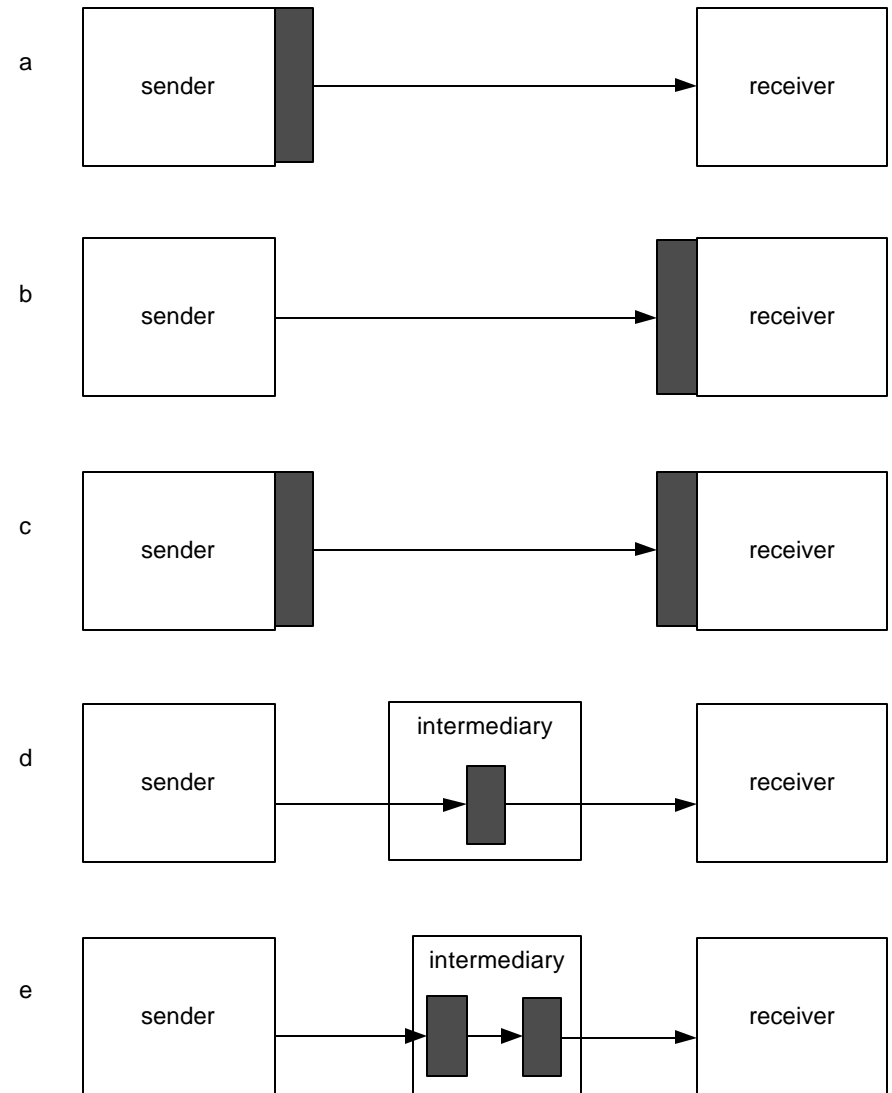 a
sender
receiver
b
sender
receiver
c
sender
receiver
d
sender
intermediary
receiver
e
sender
intermediary
receiver